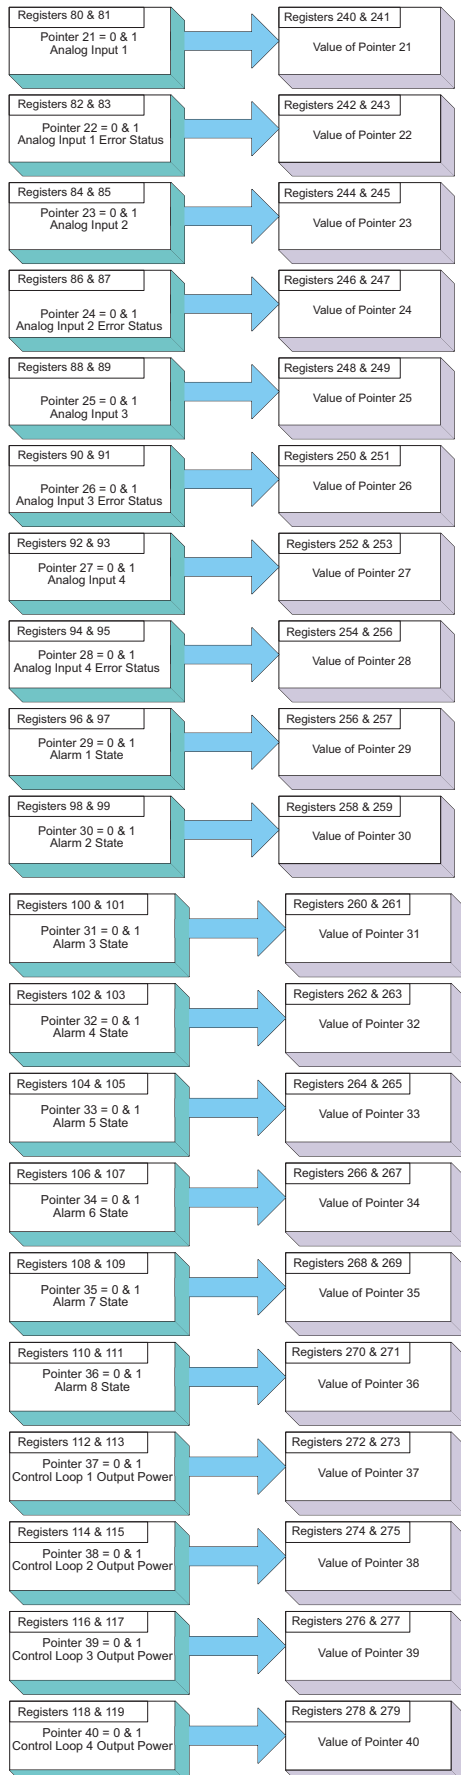 Registers 80 & 81
Pointer 21 = 0 & 1
Analog Input 1
Registers 240 & 241
Value of Pointer 21
Registers 82 & 83
Pointer 22 = 0 & 1
Analog Input 1 Error Status
Registers 242 & 243
Value of Pointer 22
Registers 84 & 85
Pointer 23 = 0 & 1
Analog Input 2
Registers 244 & 245
Value of Pointer 23
Registers 86 & 87
Pointer 24 = 0 & 1
Analog Input 2 Error Status
Registers 246 & 247
Value of Pointer 24
Registers 88 & 89
Pointer 25 = 0 & 1
Analog Input 3
Registers 248 & 249
Value of Pointer 25
Registers 90 & 91
Pointer 26 = 0 & 1
Analog Input 3 Error Status
Registers 250 & 251
Value of Pointer 26
Registers 92 & 93
Pointer 27 = 0 & 1
Analog Input 4
Registers 252 & 253
Value of Pointer 27
Registers 94 & 95
Pointer 28 = 0 & 1
Analog Input 4 Error Status
Registers 254 & 256
Value of Pointer 28
Registers 96 & 97
Pointer 29 = 0 & 1
Alarm 1 State
Registers 256 & 257
Value of Pointer 29
Registers 98 & 99
Pointer 30 = 0 & 1
Alarm 2 State
Registers 258 & 259
Value of Pointer 30
Registers 100 & 101
Pointer 31 = 0 & 1
Alarm 3 State
Registers 260 & 261
Value of Pointer 31
Registers 102 & 103
Pointer 32 = 0 & 1
Alarm 4 State
Registers 262 & 263
Value of Pointer 32
Registers 104 & 105
Pointer 33 = 0 & 1
Alarm 5 State
Registers 264 & 265
Value of Pointer 33
Registers 106 & 107
Pointer 34 = 0 & 1
Alarm 6 State
Registers 266 & 267
Value of Pointer 34
Registers 108 & 109
Pointer 35 = 0 & 1
Alarm 7 State
Registers 268 & 269
Value of Pointer 35
Registers 110 & 111
Pointer 36 = 0 & 1
Alarm 8 State
Registers 270 & 271
Value of Pointer 36
Registers 112 & 113
Pointer 37 = 0 & 1
Control Loop 1 Output Power
Registers 272 & 273
Value of Pointer 37
Registers 114 & 115
Pointer 38 = 0 & 1
Control Loop 2 Output Power
Registers 274 & 275
Value of Pointer 38
Registers 116 & 117
Pointer 39 = 0 & 1
Control Loop 3 Output Power
Registers 276 & 277
Value of Pointer 39
Registers 118 & 119
Pointer 40 = 0 & 1
Control Loop 4 Output Power
Registers 278 & 279
Value of Pointer 40